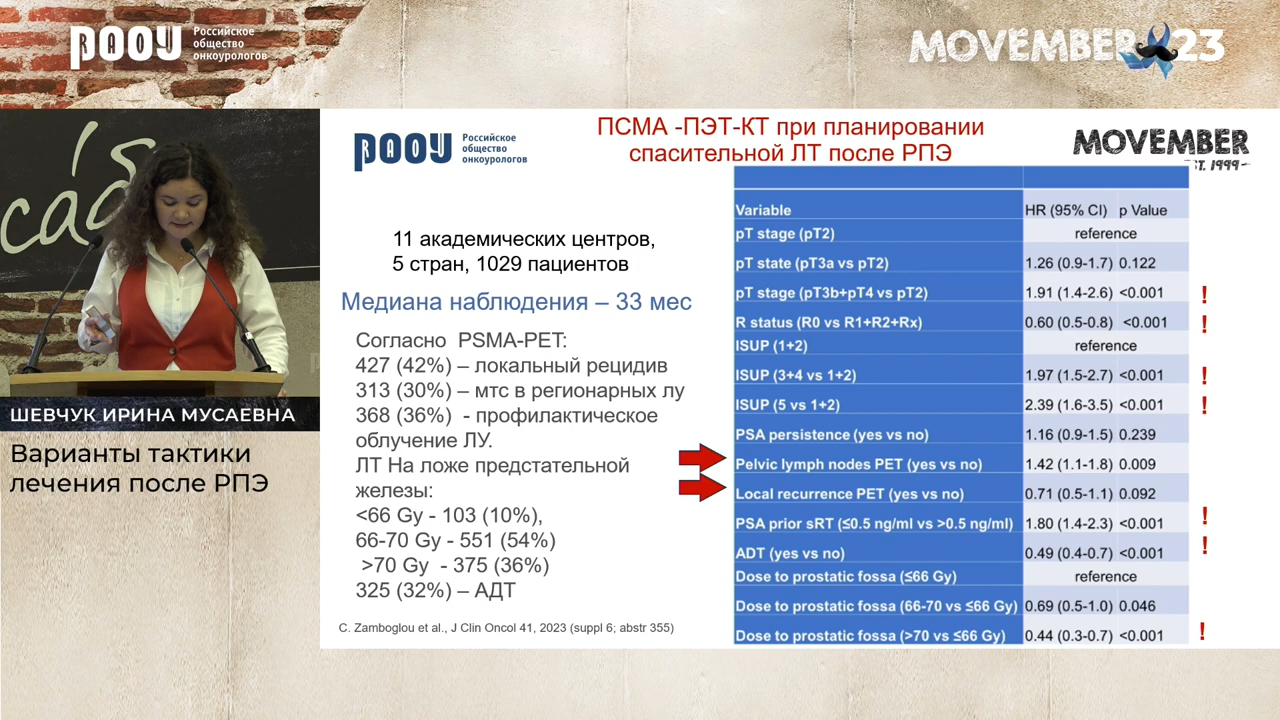 РООУ
Российское
общество
онкоурологов
MOVEMBER 23
ПСМА -ПЭТ-КТ при планировании
спасительной ЛТ после РПЭ
РООУ
Российское
общество
онкоурологов
MOVEMBER
EST. 1999
11 академических центров,
5 стран, 1029 пациентов
Медиана наблюдения – 33 мес
Согласно PSMA-PET:
427 (42%) – локальный рецидив
313 (30%) – мтс в регионарных лу
368 (36%) - профилактическое
облучение ЛУ.
ЛТ На ложе предстательной
железы:
<66 Gy - 103 (10%),
66-70 Gy - 551 (54%)
>70 Gy - 375 (36%)
325 (32%) – АДТ
C. Zamboglou et al., J Clin Oncol 41, 2023 (suppl 6; abstr 355)
Variable HR (95% CI) p Value
pT stage (pT2) reference
pT state (pT3a vs pT2) 1.26 (0.9-1.7) 0.122
pT stage (pT3b+pT4 vs pT2) 1.91 (1.4-2.6) <0.001 !
R status (R0 vs R1+R2+Rx) 0.60 (0.5-0.8) <0.001 !
ISUP (1+2) reference
ISUP (3+4 vs 1+2) 1.97 (1.5-2.7) <0.001 !
ISUP (5 vs 1+2) 2.39 (1.6-3.5) <0.001 !
PSA persistence (yes vs no) 1.16 (0.9-1.5) 0.239
Pelvic lymph nodes PET (yes vs no) 1.42 (1.1-1.8) 0.009
Local recurrence PET (yes vs no) 0.71 (0.5-1.1) 0.092
PSA prior sRT (≤0.5 ng/ml vs >0.5 ng/ml) 1.80 (1.4-2.3) <0.001 !
ADT (yes vs no) 0.49 (0.4-0.7) <0.001 !
Dose to prostatic fossa (≤66 Gy) reference
Dose to prostatic fossa (66-70 vs ≤66 Gy) 0.69 (0.5-1.0) 0.046
Dose to prostatic fossa (>70 vs ≤66 Gy) 0.44 (0.3-0.7) <0.001 !
ШЕВЧУК ИРИНА МУСАЕВНА
Варианты тактики
лечения после РПЭ